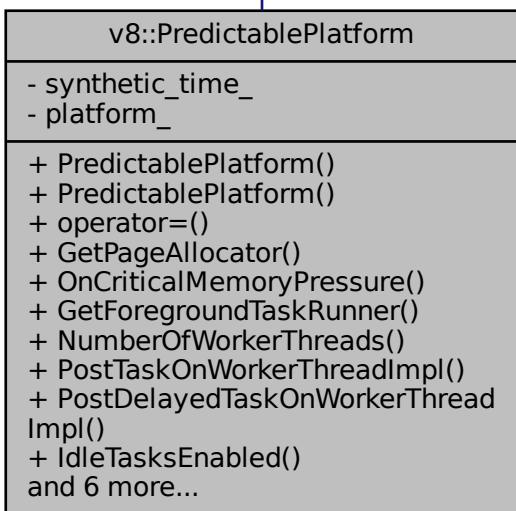 v8::PredictablePlatform
- synthetic_time_
- platform_
+ PredictablePlatform()
+ PredictablePlatform()
+ operator=()
+ GetPageAllocator()
+ OnCriticalMemoryPressure()
+ GetForegroundTaskRunner()
+ NumberOfWorkerThreads()
+ PostTaskOnWorkerThreadImpl()
+ PostDelayedTaskOnWorkerThread
Impl()
+ IdleTasksEnabled()
and 6 more...